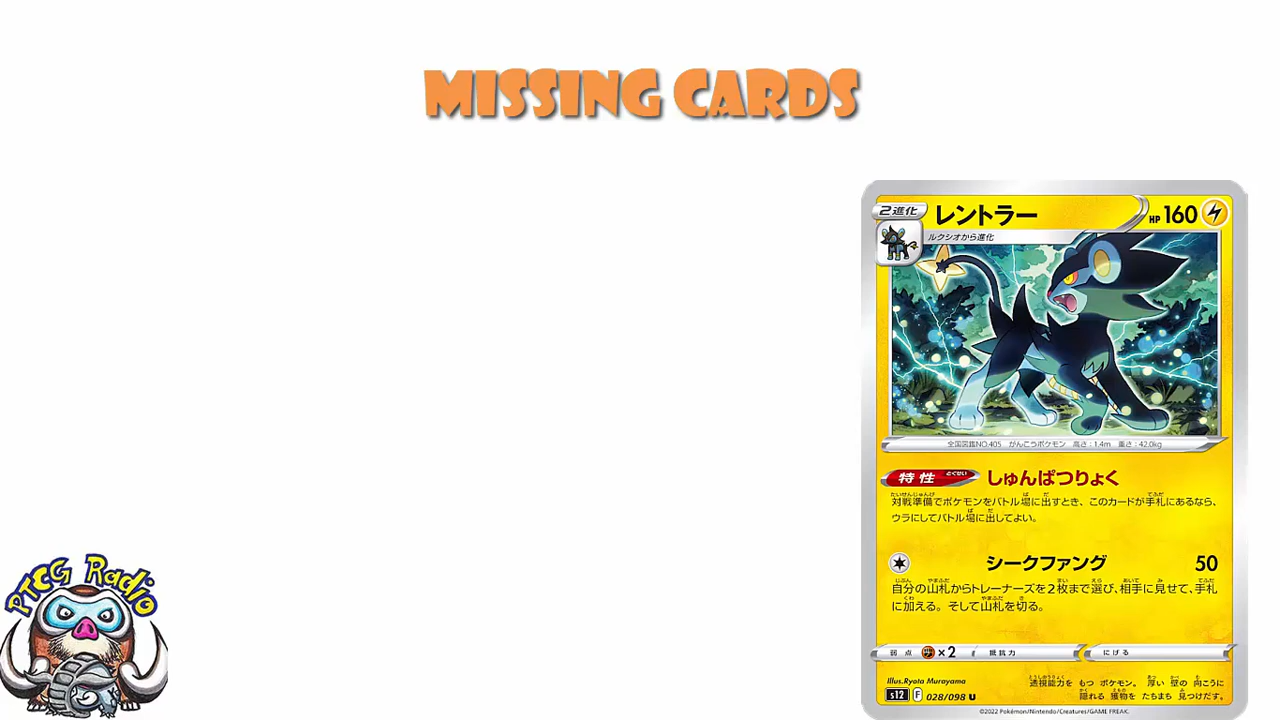 MISSING CARDS
2進化 レントラー HP 160
ルクシオから進化
全国図鑑NO.405 がんこうポケモン 高さ:1.4m 重さ:42.0kg
特性 とくせい しゅんぱつりょく
対戦準備でポケモンをバトル場に出すとき、このカードが手札にあるなら、
ウラにしてバトル場に出してよい。
シークファング 50
自分の山札からトレーナーズを2枚まで選び、相手に見せて、手札
に加える。そして山札を切る。
弱点 ×2 抵抗力 にげる
Illus.Ryota Murayama
透視能力を もつ ポケモン。 厚い 壁の 向こうに
隠れる 獲物を たちまち 見つけだす。
s12 F 028/098 U
©2022 Pokémon/Nintendo/Creatures/GAME FREAK.
PTCG Radio